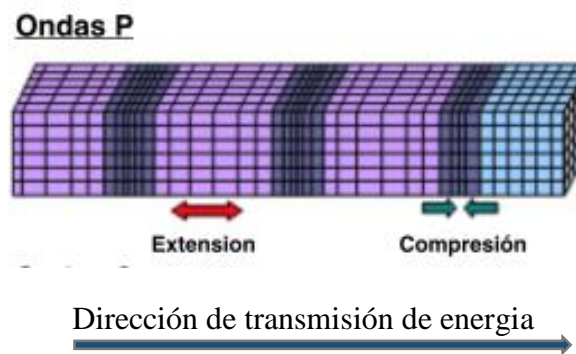 Ondas P
Extension
Compresión
Dirección de transmisión de energia